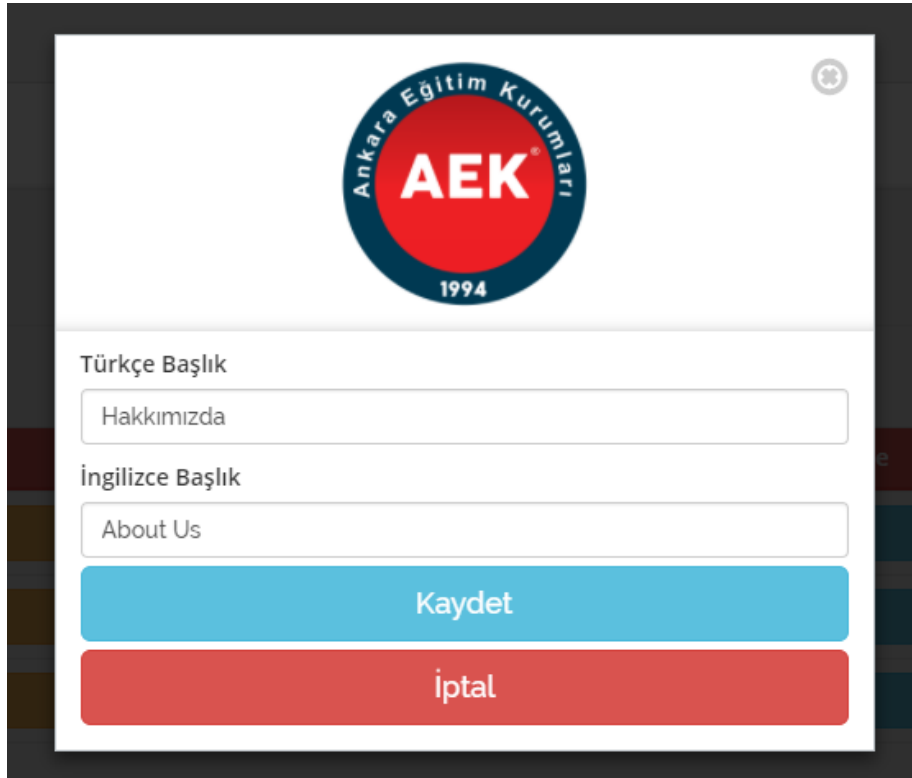 Ankara Eğitim Kurumları
AEK®
1994
Türkçe Başlık
Hakkımızda
İngilizce Başlık
About Us
e
Kaydet
İptal